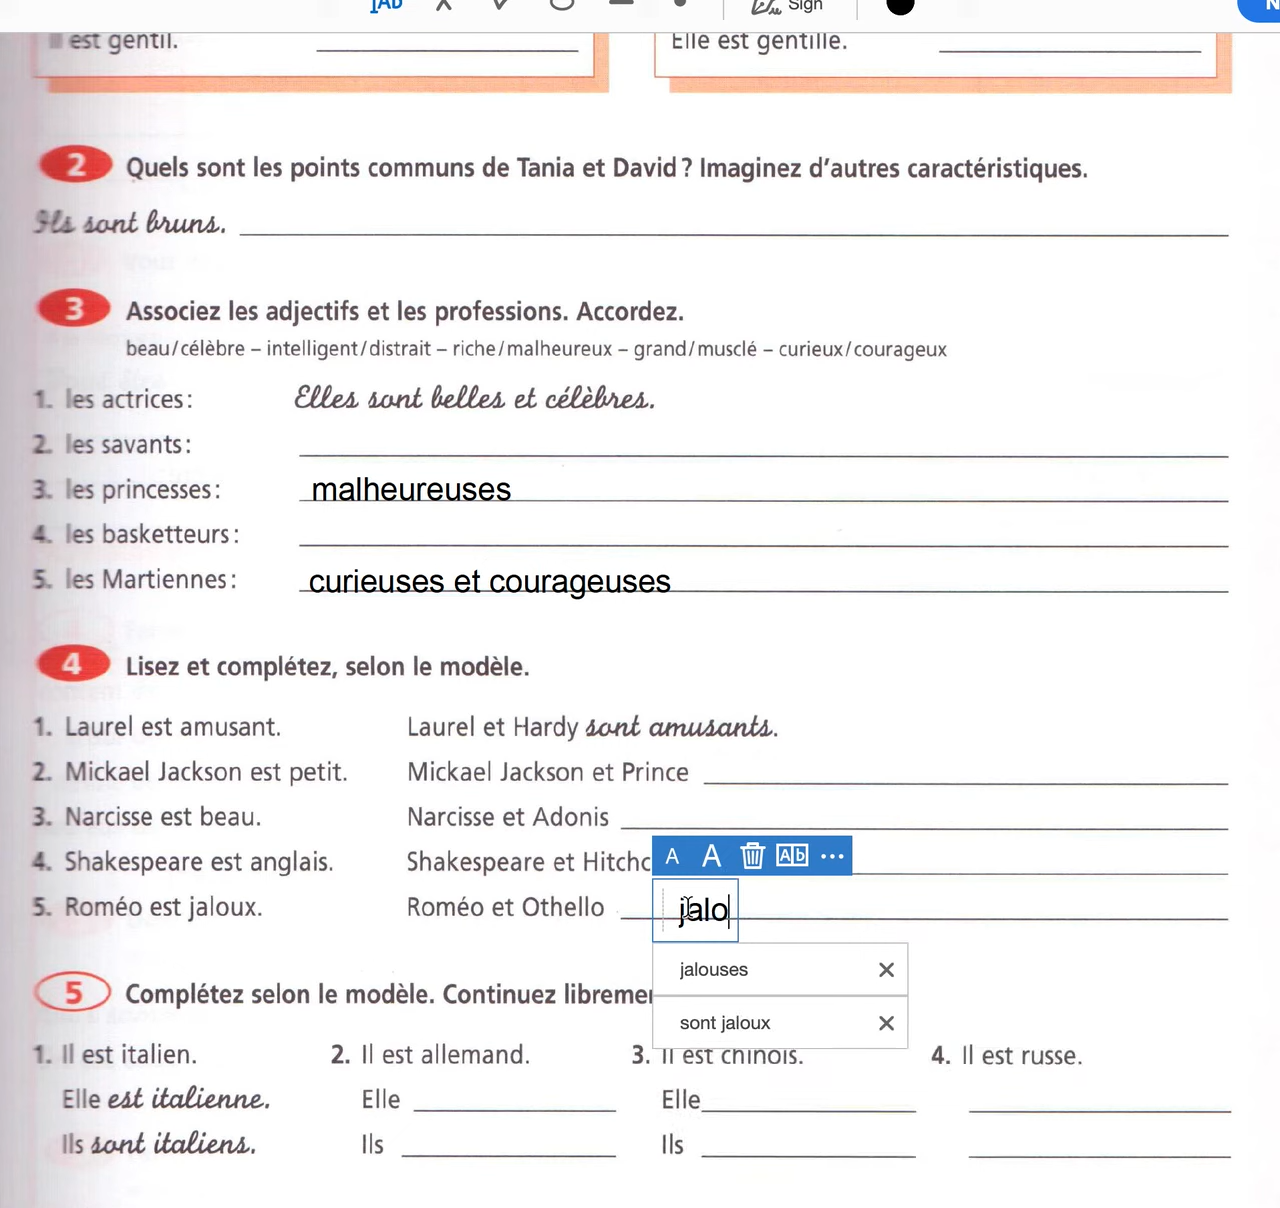 Ab Sign N
Il est gentil. Elle est gentille.
2 Quels sont les points communs de Tania et David ? Imaginez d'autres caractéristiques.
Ils sont bruns.
3 Associez les adjectifs et les professions. Accordez.
beau/célèbre – intelligent/distrait – riche/malheureux – grand/musclé – curieux/courageux
1. les actrices : Elles sont belles et célèbres.
2. les savants :
3. les princesses : malheureuses
4. les basketteurs :
5. les Martiennes : curieuses et courageuses
4 Lisez et complétez, selon le modèle.
1. Laurel est amusant. Laurel et Hardy sont amusants.
2. Mickael Jackson est petit. Mickael Jackson et Prince
3. Narcisse est beau. Narcisse et Adonis
4. Shakespeare est anglais. Shakespeare et Hitchc A A Ab
5. Roméo est jaloux. Roméo et Othello jalo
jalouses
5 Complétez selon le modèle. Continuez libreme
sont jaloux
1. Il est italien. 2. Il est allemand. 3. Il est chinois. 4. Il est russe.
Elle est italienne. Elle Elle
Ils sont italiens. Ils Ils